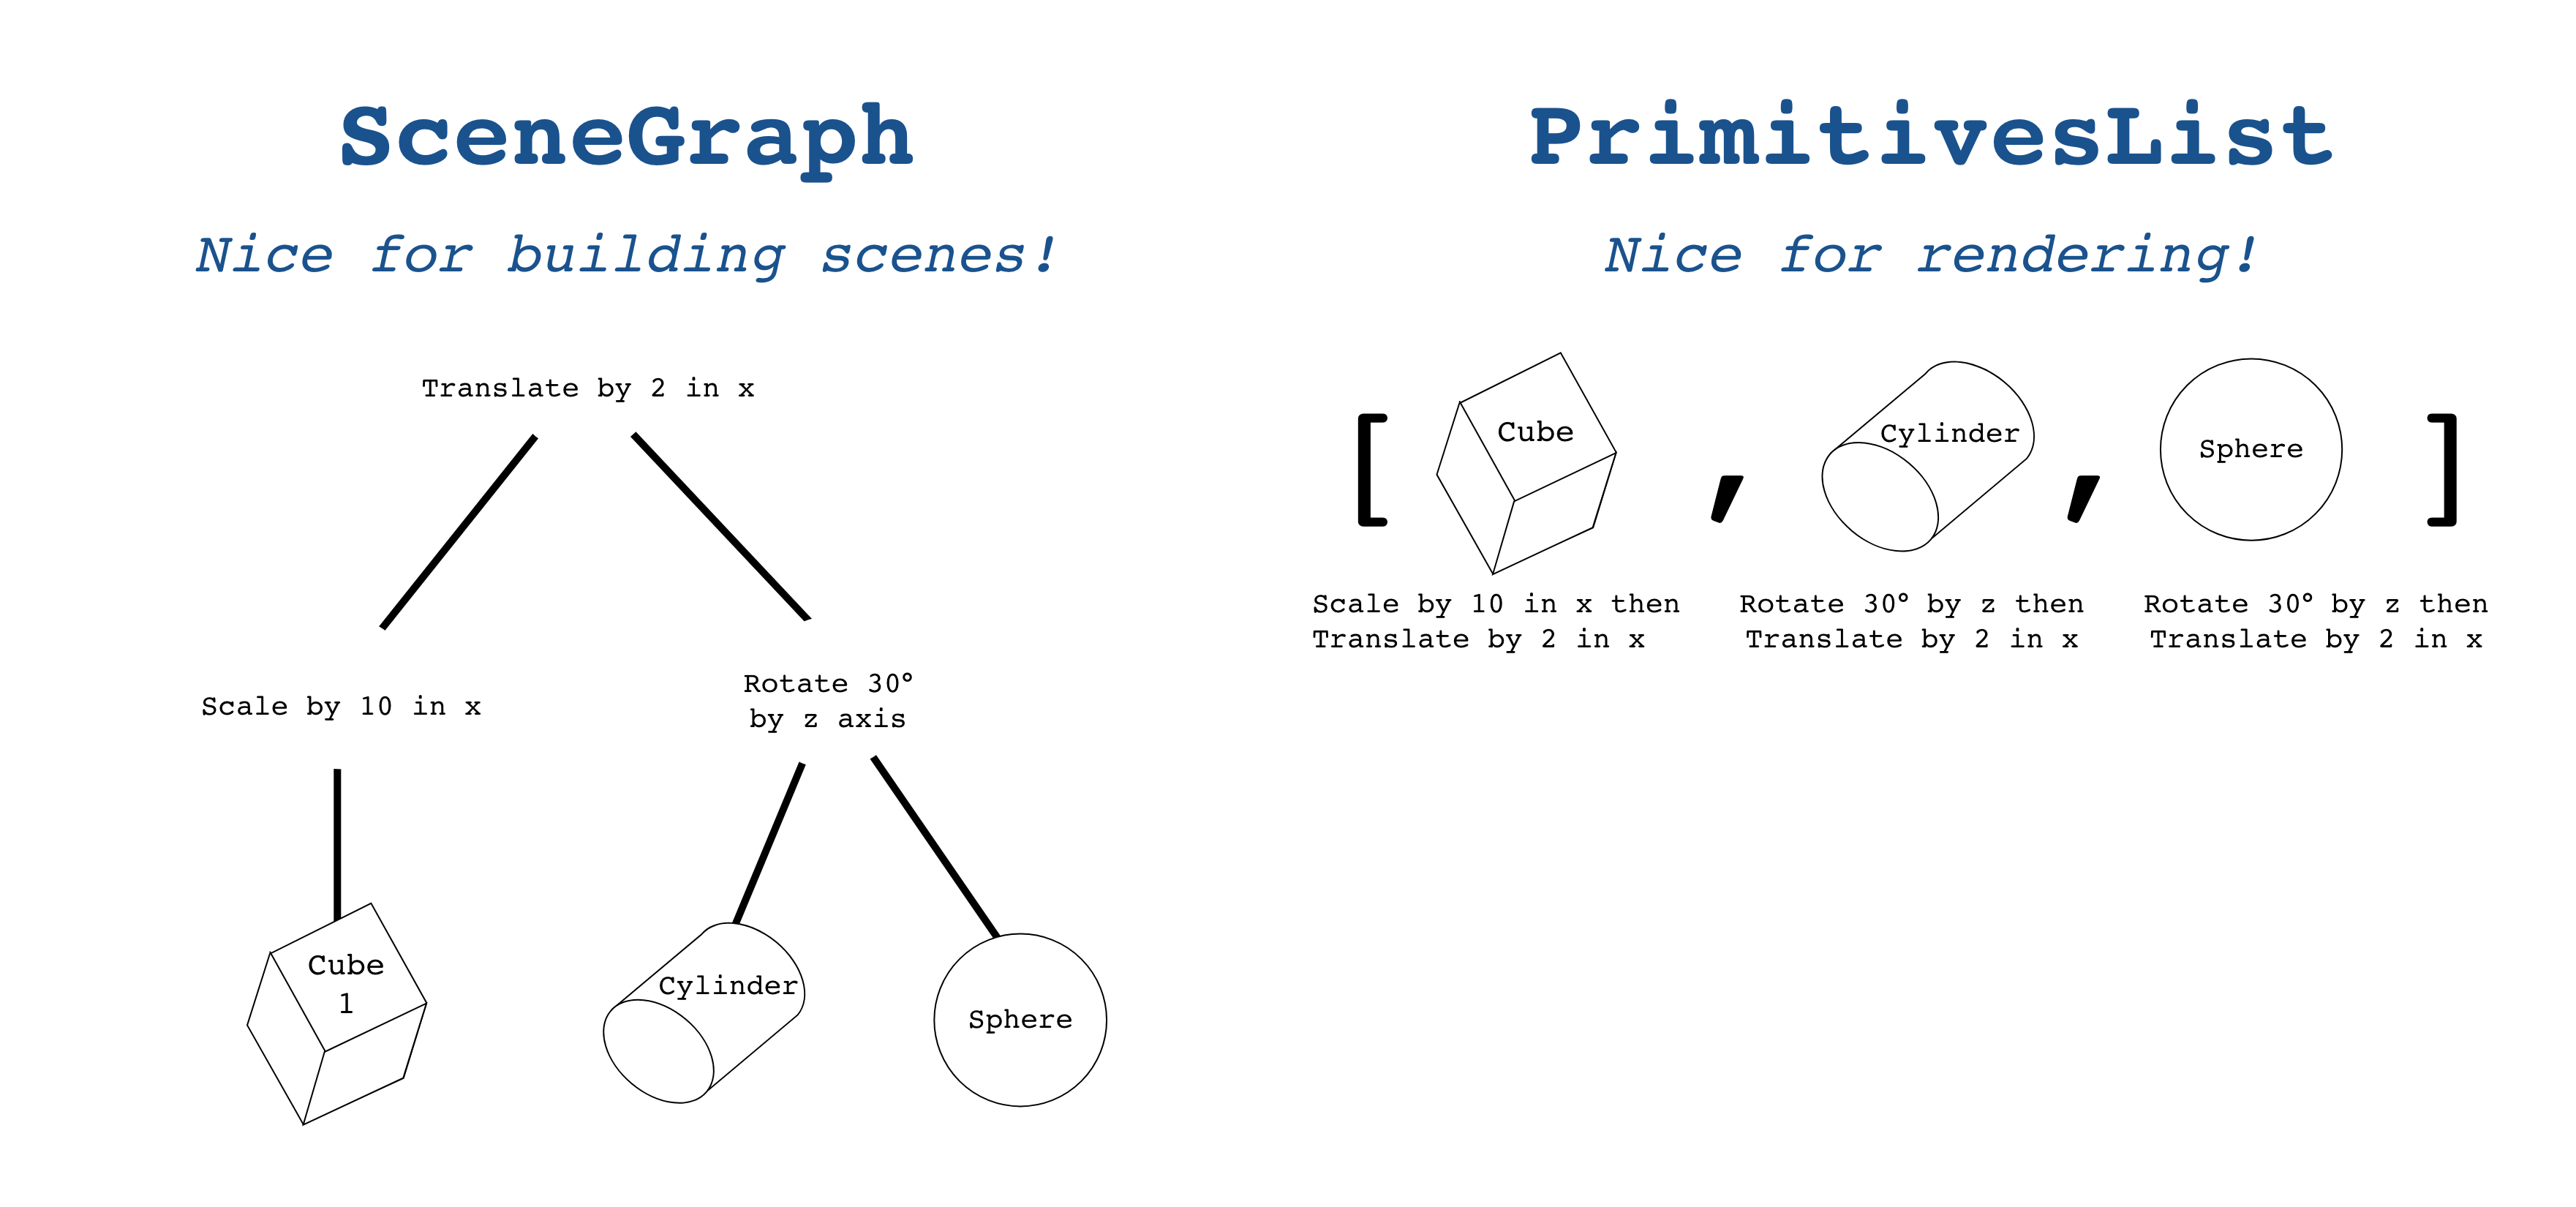 SceneGraph
Nice for building scenes!
Translate by 2 in x
Scale by 10 in x
Rotate 30°
by z axis
Cube
1
Cylinder
Sphere
PrimitivesList
Nice for rendering!
[ Cube , Cylinder , Sphere ]
Scale by 10 in x then
Translate by 2 in x
Rotate 30° by z then
Translate by 2 in x
Rotate 30° by z then
Translate by 2 in x